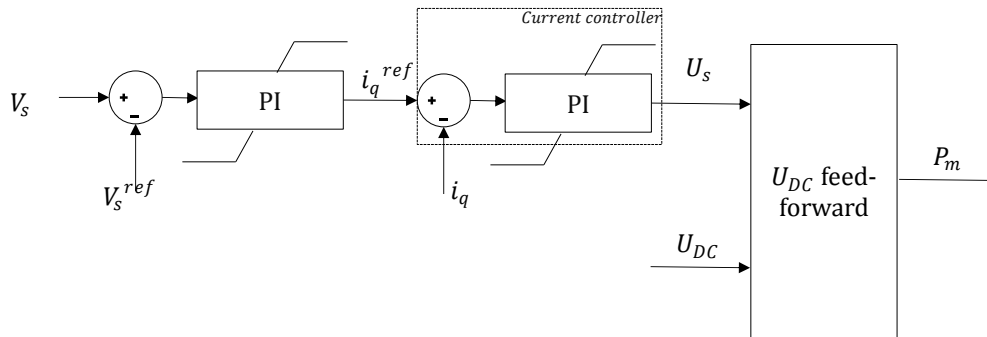 Current controller
V_s
+
-
V_s^ref
PI
i_q^ref
+
-
i_q
PI
U_s
U_DC
U_DC feed-
forward
P_m